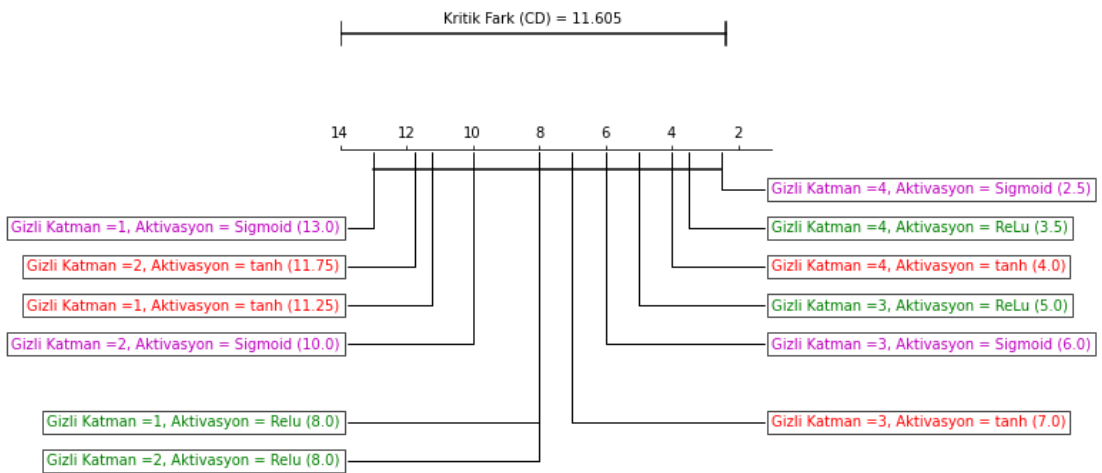 Kritik Fark (CD) = 11.605
14 12 10 8 6 4 2
Gizli Katman =4, Aktivasyon = Sigmoid (2.5)
Gizli Katman =1, Aktivasyon = Sigmoid (13.0)
Gizli Katman =4, Aktivasyon = ReLu (3.5)
Gizli Katman =2, Aktivasyon = tanh (11.75)
Gizli Katman =4, Aktivasyon = tanh (4.0)
Gizli Katman =1, Aktivasyon = tanh (11.25)
Gizli Katman =3, Aktivasyon = ReLu (5.0)
Gizli Katman =2, Aktivasyon = Sigmoid (10.0)
Gizli Katman =3, Aktivasyon = Sigmoid (6.0)
Gizli Katman =1, Aktivasyon = Relu (8.0)
Gizli Katman =3, Aktivasyon = tanh (7.0)
Gizli Katman =2, Aktivasyon = Relu (8.0)